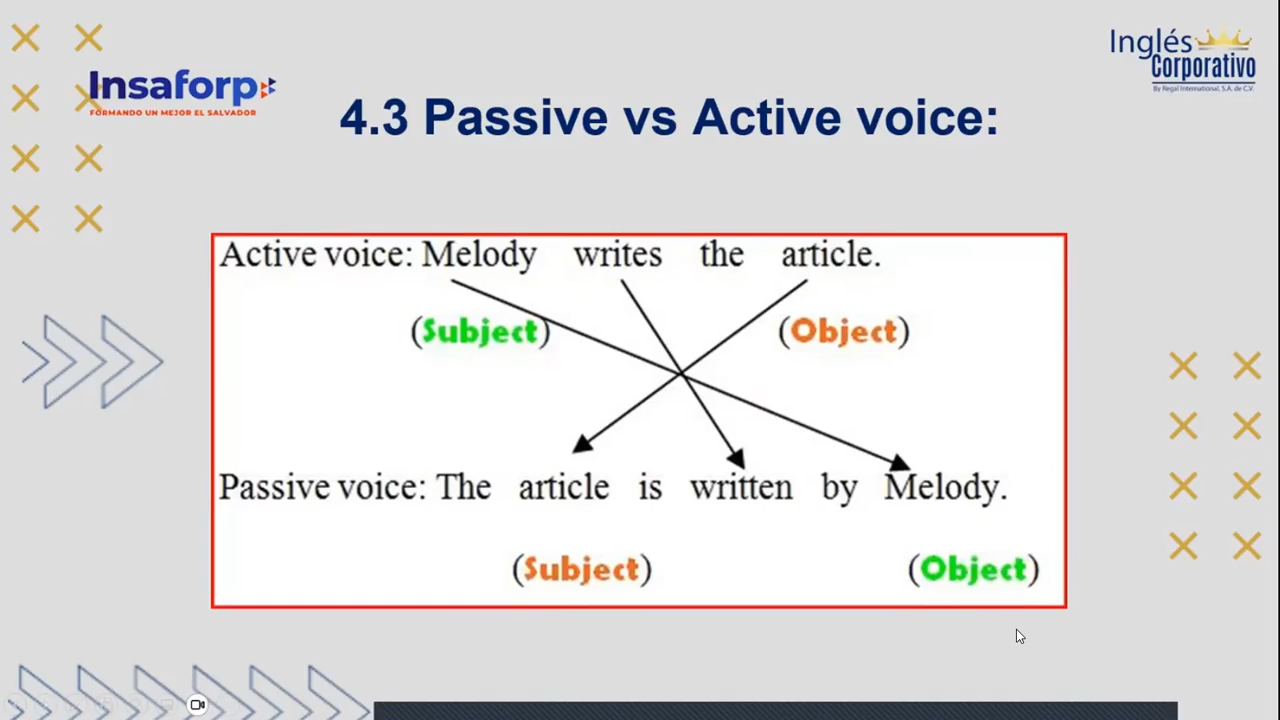 Insaforp
FORMANDO UN MEJOR EL SALVADOR
Inglés
Corporativo
By Regal International, S.A. de C.V.
4.3 Passive vs Active voice:
Active voice: Melody writes the article.
(Subject) (Object)
Passive voice: The article is written by Melody.
(Subject) (Object)